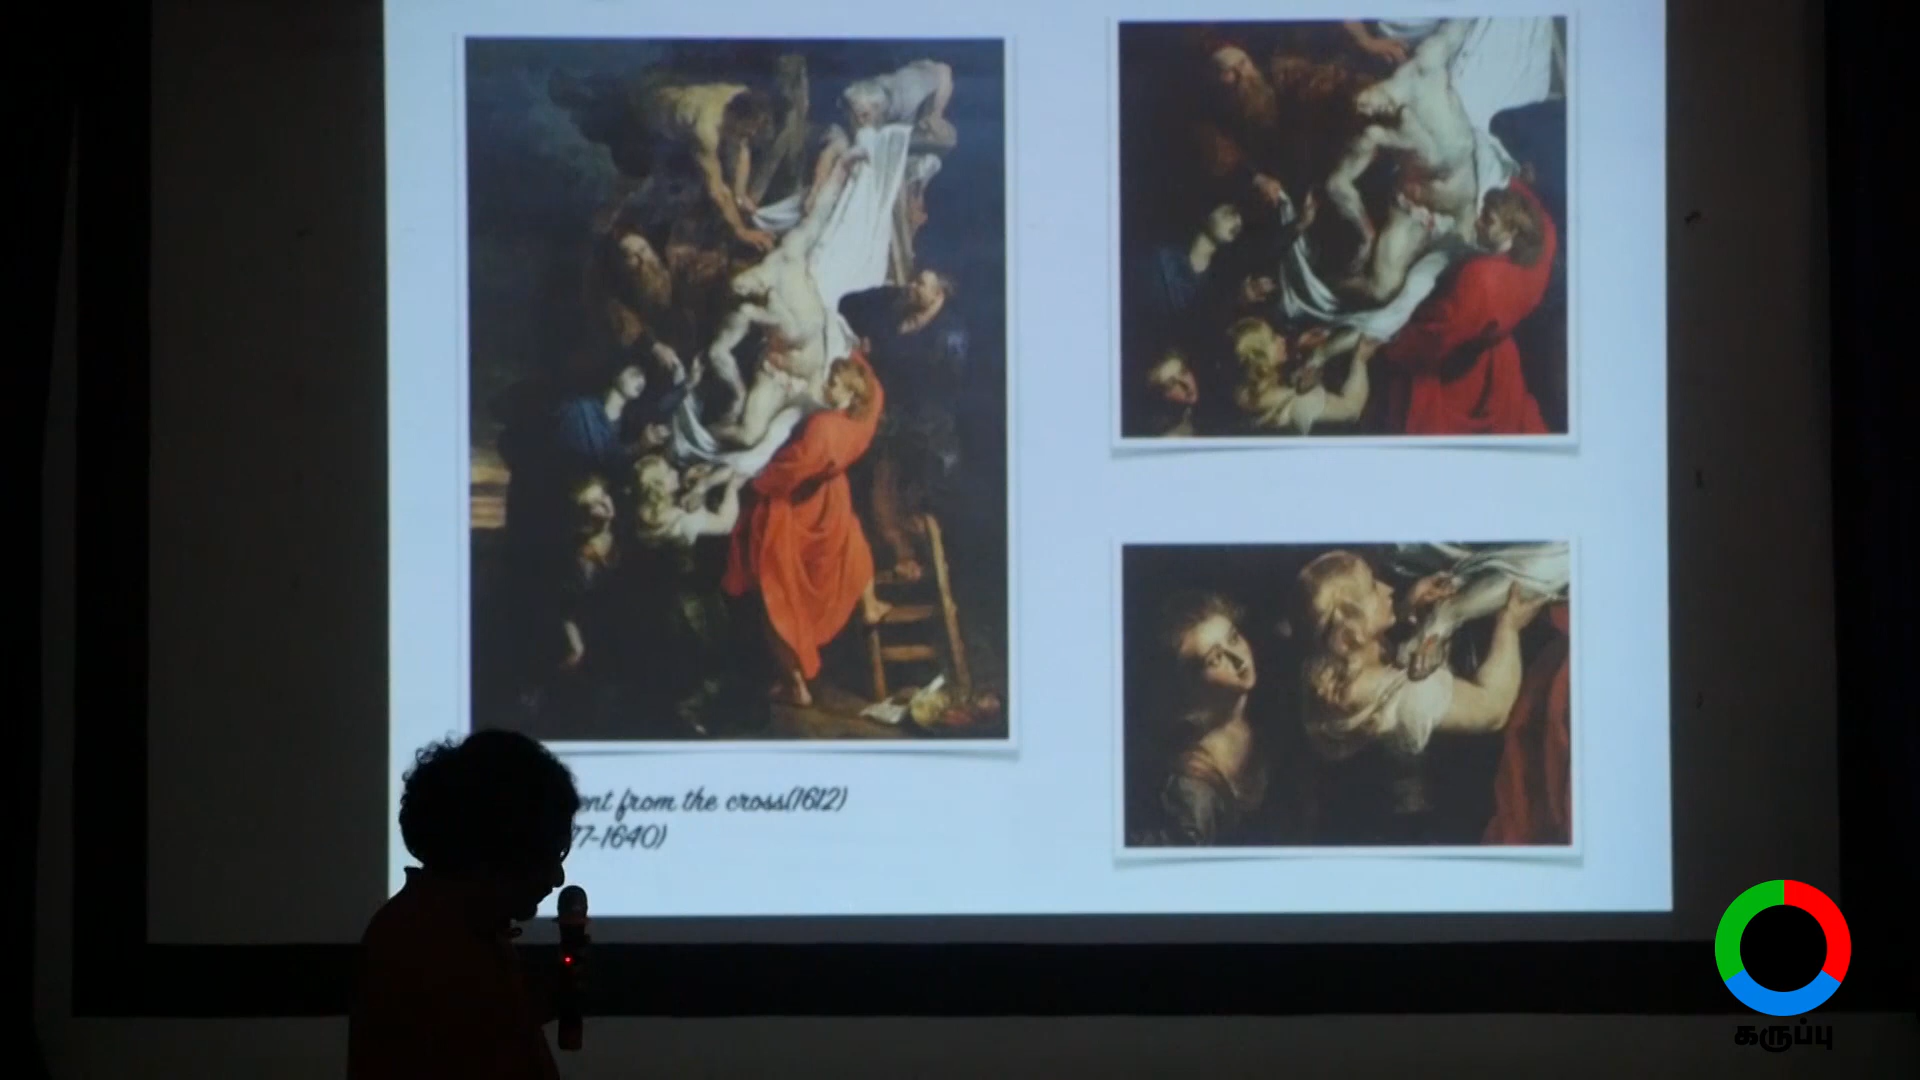 ent from the cross(1612)
77-1640)
கருப்பு